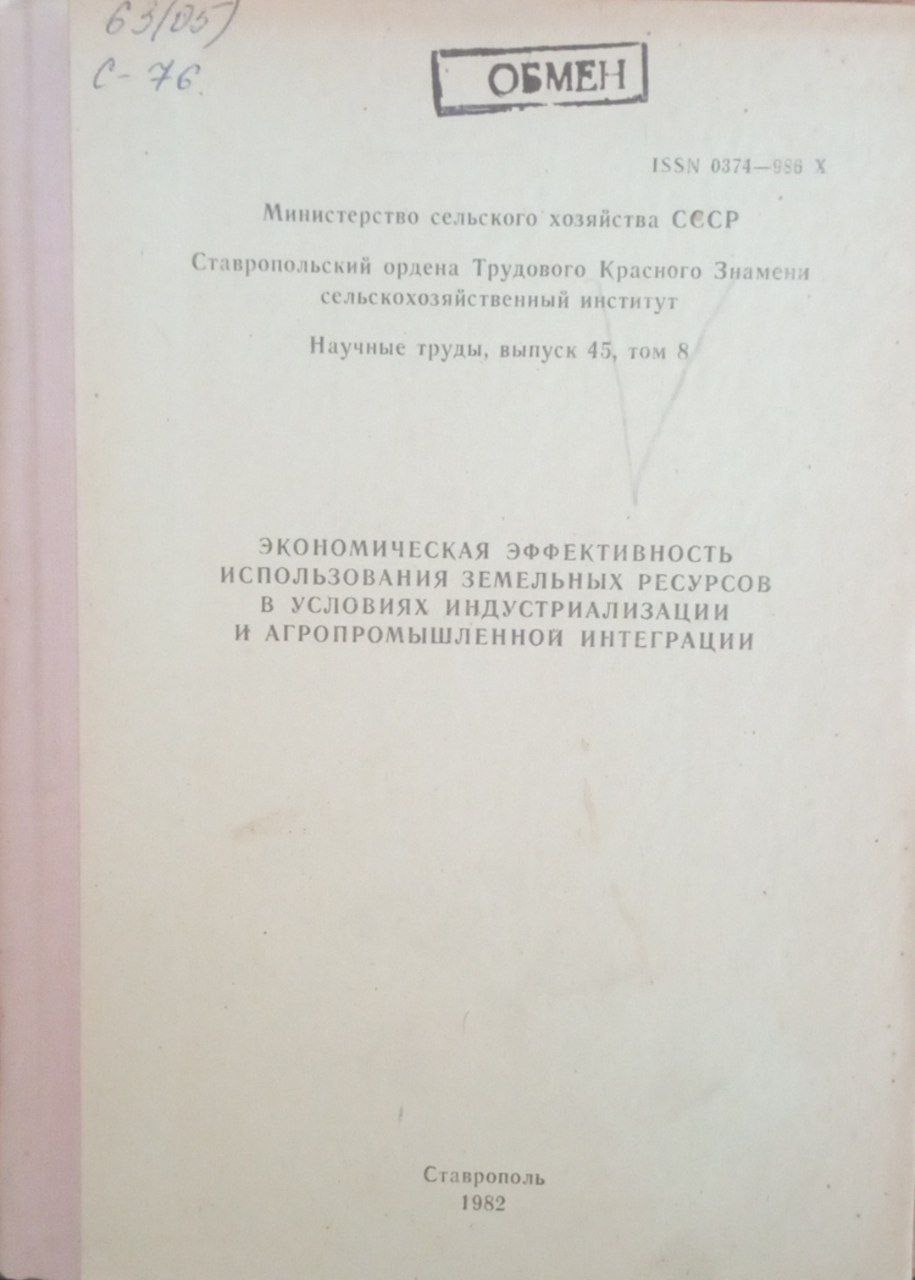 63(05)
С-76
ОБМЕН
ISSN 0374—986 X
Министерство сельского хозяйства СССР
Ставропольский ордена Трудового Красного Знамени
сельскохозяйственный институт
Научные труды, выпуск 45, том 8
ЭКОНОМИЧЕСКАЯ ЭФФЕКТИВНОСТЬ
ИСПОЛЬЗОВАНИЯ ЗЕМЕЛЬНЫХ РЕСУРСОВ
В УСЛОВИЯХ ИНДУСТРИАЛИЗАЦИИ
И АГРОПРОМЫШЛЕННОЙ ИНТЕГРАЦИИ
Ставрополь
1982